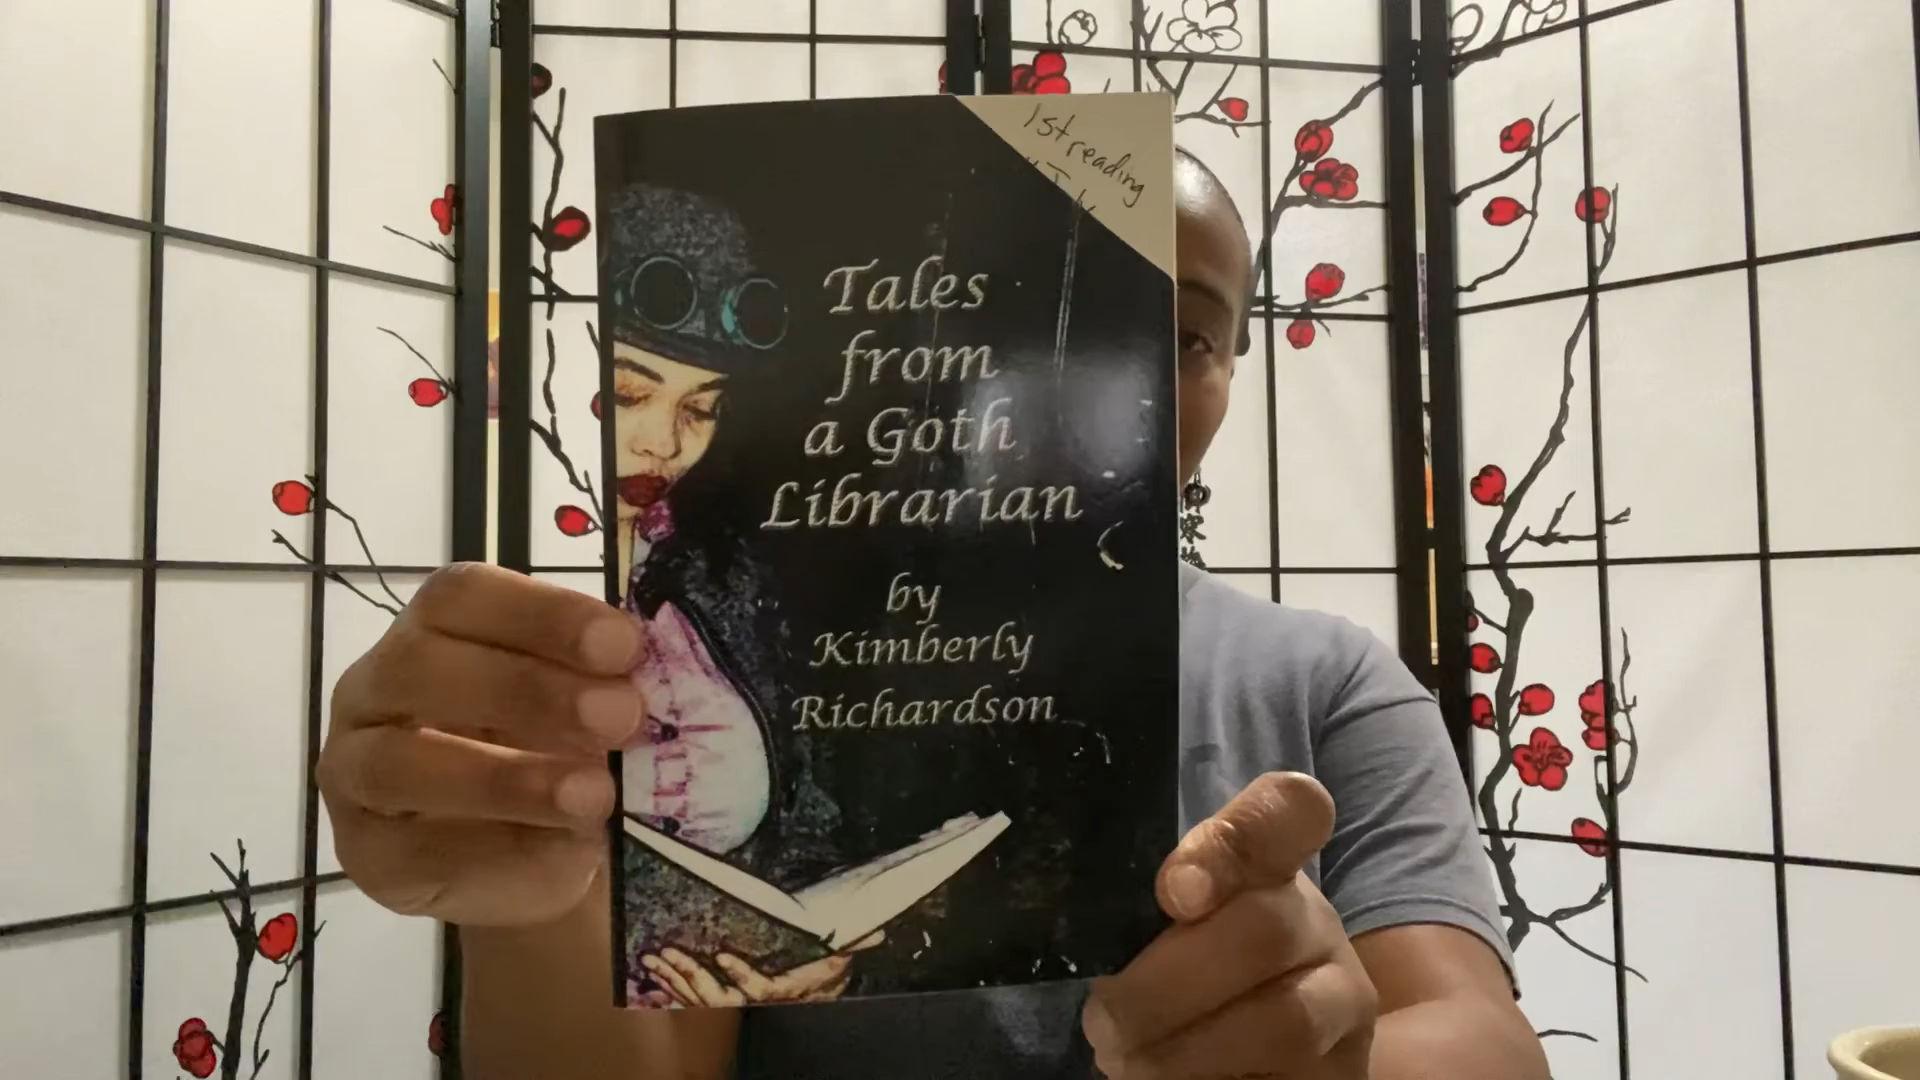 1st reading
Tales
from
a Goth
Librarian
by
Kimberly
Richardson